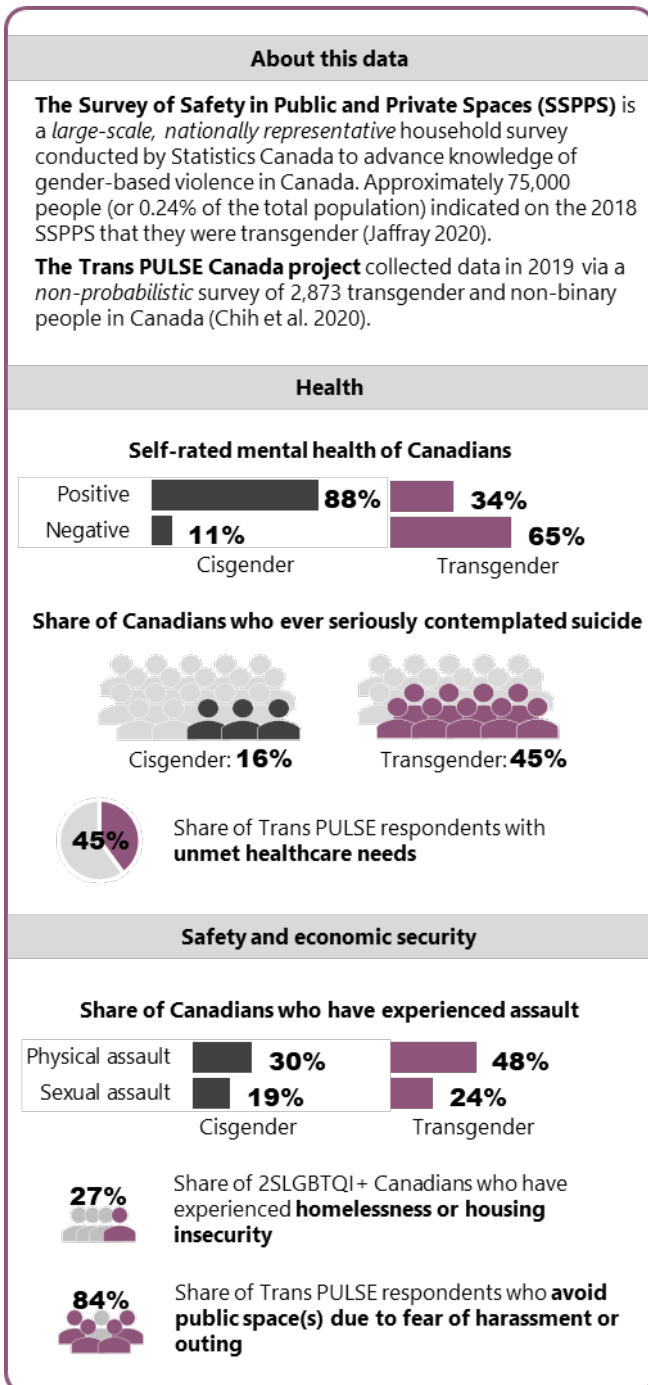 About this data
The Survey of Safety in Public and Private Spaces (SSPPS) is
a large-scale, nationally representative household survey
conducted by Statistics Canada to advance knowledge of
gender-based violence in Canada. Approximately 75,000
people (or 0.24% of the total population) indicated on the 2018
SSPPS that they were transgender (Jaffray 2020).
The Trans PULSE Canada project collected data in 2019 via a
non-probabilistic survey of 2,873 transgender and non-binary
people in Canada (Chih et al. 2020).
Health
Self-rated mental health of Canadians
Positive 88% 34%
Negative 11% 65%
Cisgender Transgender
Share of Canadians who ever seriously contemplated suicide
Cisgender: 16% Transgender: 45%
45%
Share of Trans PULSE respondents with
unmet healthcare needs
Safety and economic security
Share of Canadians who have experienced assault
Physical assault 30% 48%
Sexual assault 19% 24%
Cisgender Transgender
27%
Share of 2SLGBTQI+ Canadians who have
experienced homelessness or housing
insecurity
84%
Share of Trans PULSE respondents who avoid
public space(s) due to fear of harassment or
outing